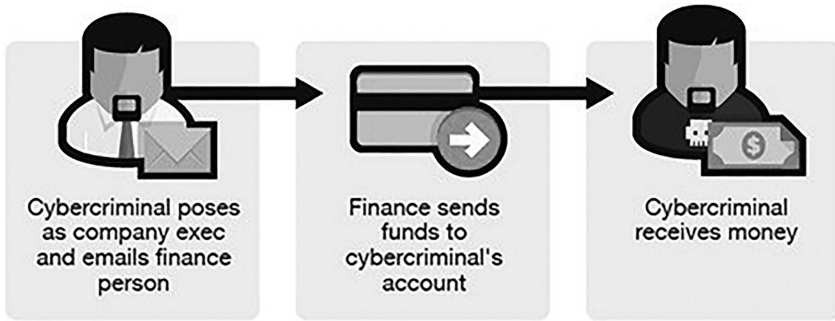 Cybercriminal poses
as company exec
and emails finance
person
Finance sends
funds to
cybercriminal's
account
$
Cybercriminal
receives money